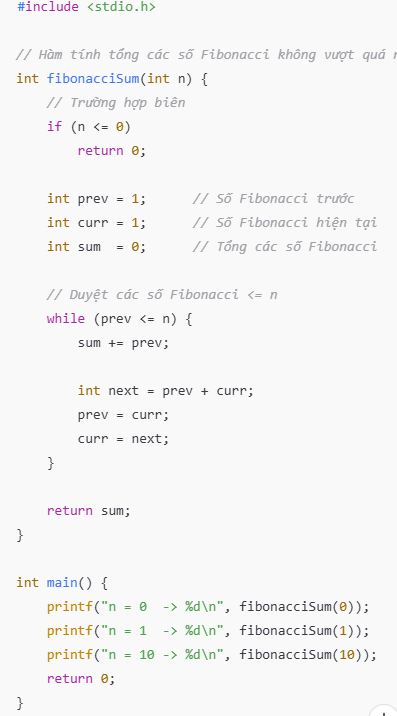 #include <stdio.h>

// Hàm tính tổng các số Fibonacci không vượt quá n
int fibonacciSum(int n) {
    // Trường hợp biên
    if (n <= 0)
        return 0;

    int prev = 1;      // Số Fibonacci trước
    int curr = 1;      // Số Fibonacci hiện tại
    int sum  = 0;      // Tổng các số Fibonacci

    // Duyệt các số Fibonacci <= n
    while (prev <= n) {
        sum += prev;

        int next = prev + curr;
        prev = curr;
        curr = next;
    }

    return sum;
}

int main() {
    printf("n = 0  -> %d\n", fibonacciSum(0));
    printf("n = 1  -> %d\n", fibonacciSum(1));
    printf("n = 10 -> %d\n", fibonacciSum(10));
    return 0;
}